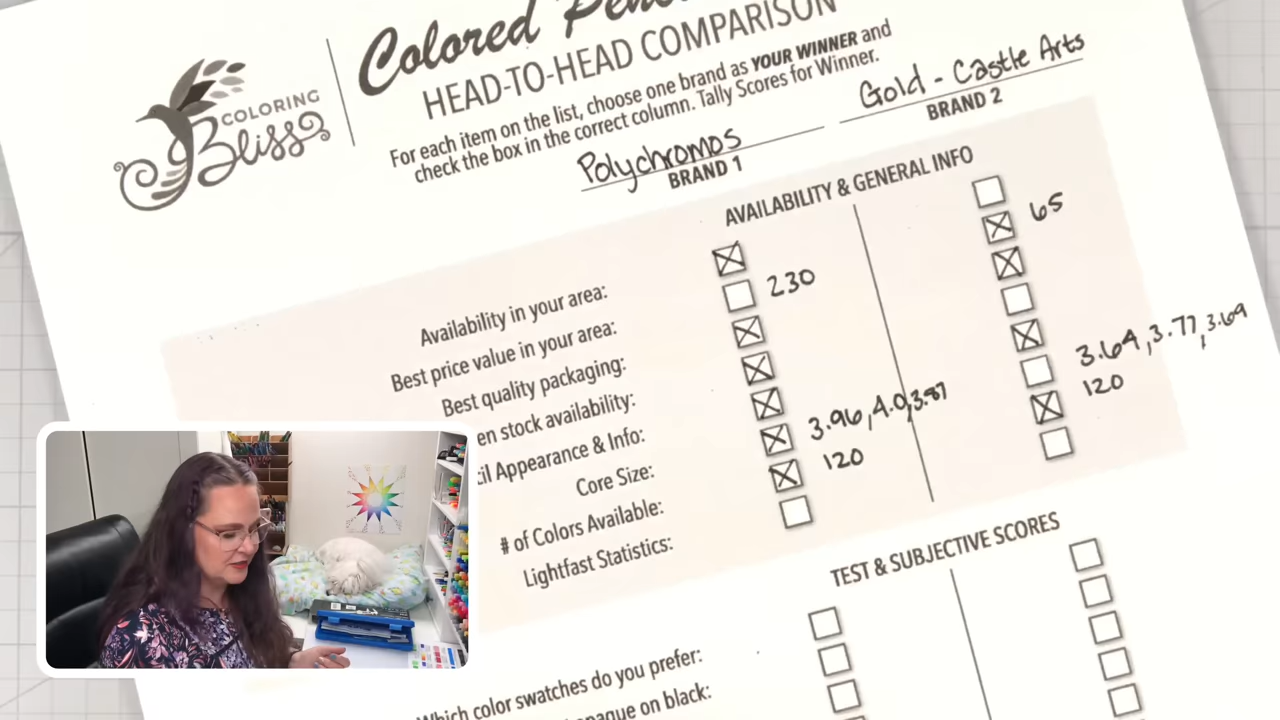 Colored
HEAD-TO-HEAD COMPARISON
For each item on the list, choose one brand as YOUR WINNER and
check the box in the correct column. Tally Scores for Winner.
COLORING
Bliss
Polychromos
BRAND 1
Gold - Castle Arts
BRAND 2
AVAILABILITY & GENERAL INFO
Availability in your area:
Best price value in your area: 230 65
Best quality packaging:
en stock availability:
cil Appearance & Info:
Core Size: 3.96, 4.0, 3.87 3.64, 3.77, 3.69
# of Colors Available: 120 120
Lightfast Statistics:
TEST & SUBJECTIVE SCORES
Which color swatches do you prefer:
paque on black: